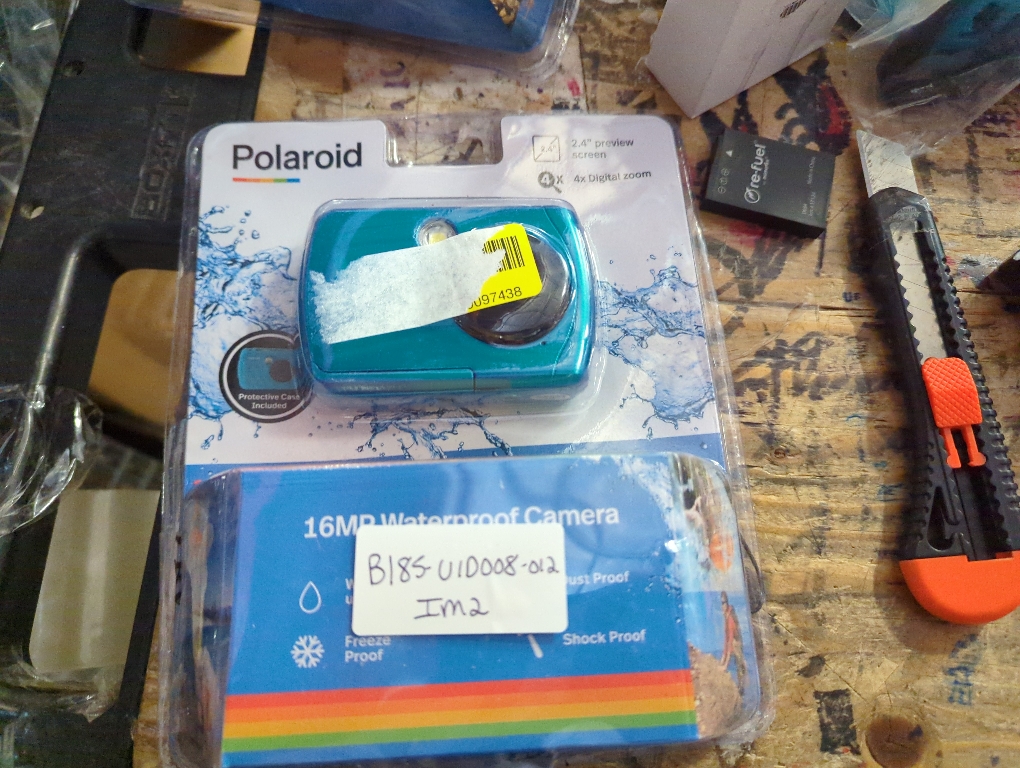 Polaroid
2.4" preview
screen
4X 4x Digital zoom
re-fuel
Protective Case
Included
16MP Waterproof Camera
B185-U1D008-012
IM2
Dust Proof
Freeze
Proof
Shock Proof